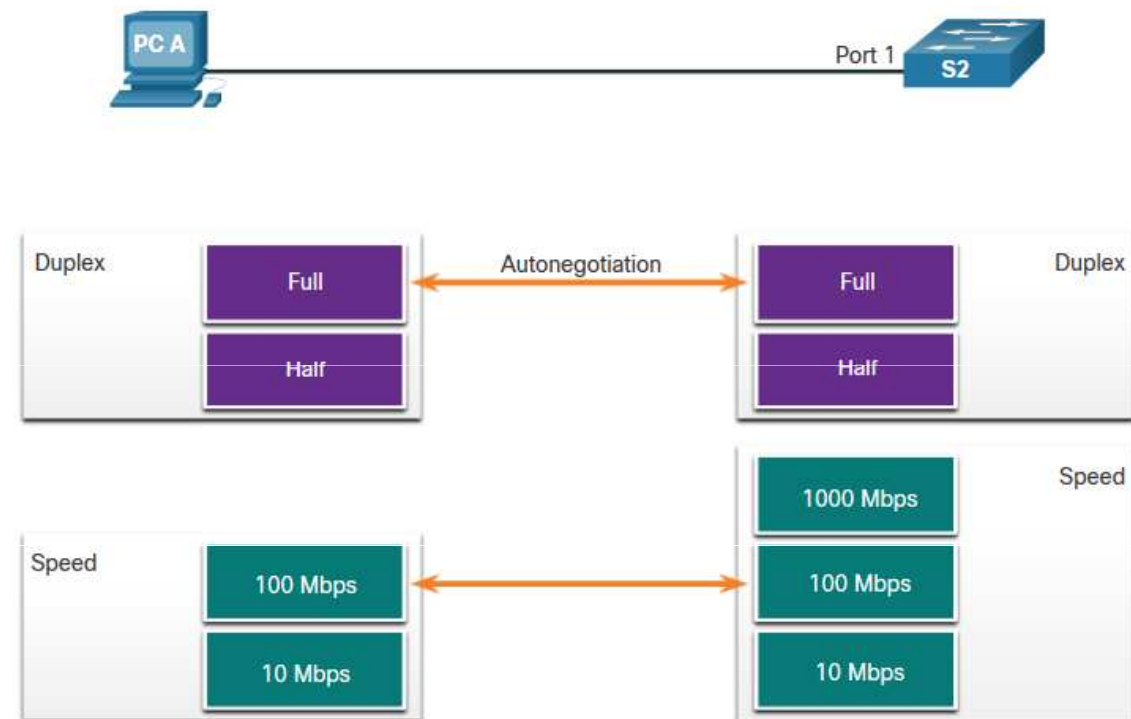 PC A
Port 1
S2
Duplex
Full
Autonegotiation
Full
Duplex
Half
Half
1000 Mbps
Speed
Speed
100 Mbps
100 Mbps
10 Mbps
10 Mbps